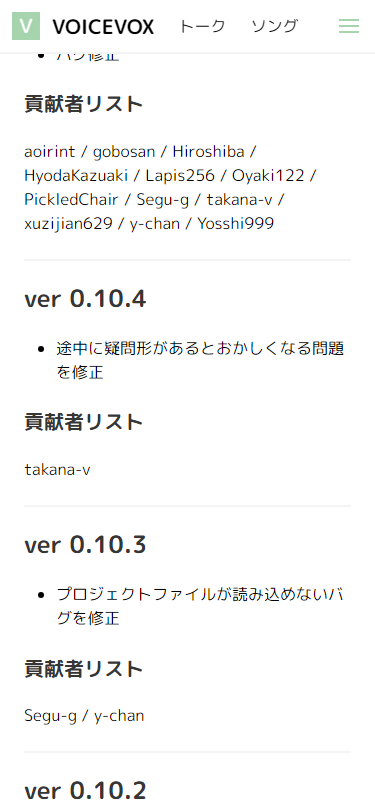 V VOICEVOX トーク ソング
バグ修正
貢献者リスト
aoirint / gobosan / Hiroshiba /
HyodaKazuaki / Lapis256 / Oyaki122 /
PickledChair / Segu-g / takana-v /
xuzijian629 / y-chan / Yosshi999
ver 0.10.4
途中に疑問形があるとおかしくなる問題
を修正
貢献者リスト
takana-v
ver 0.10.3
プロジェクトファイルが読み込めないバ
グを修正
貢献者リスト
Segu-g / y-chan
ver 0.10.2